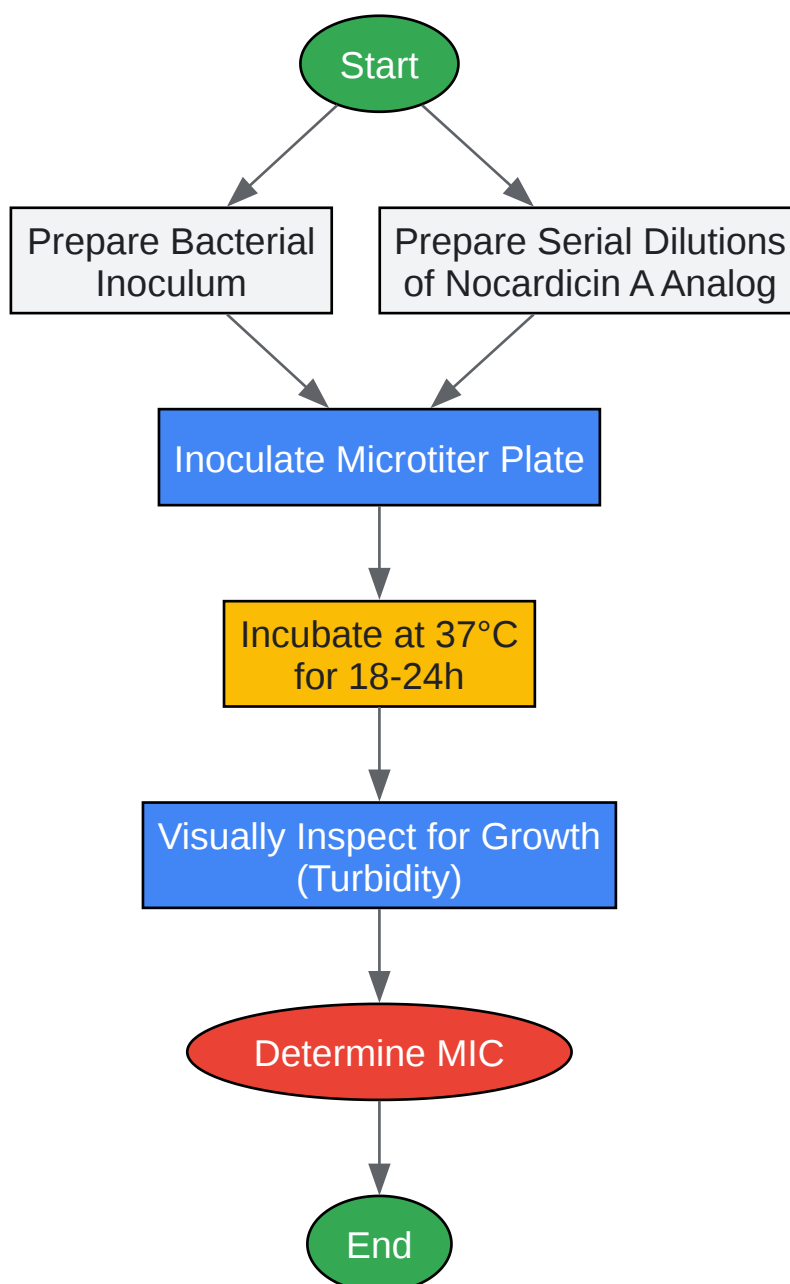 Start
Prepare Bacterial
Inoculum
Prepare Serial Dilutions
of Nocardicin A Analog
Inoculate Microtiter Plate
Incubate at 37°C
for 18-24h
Visually Inspect for Growth
(Turbidity)
Determine MIC
End